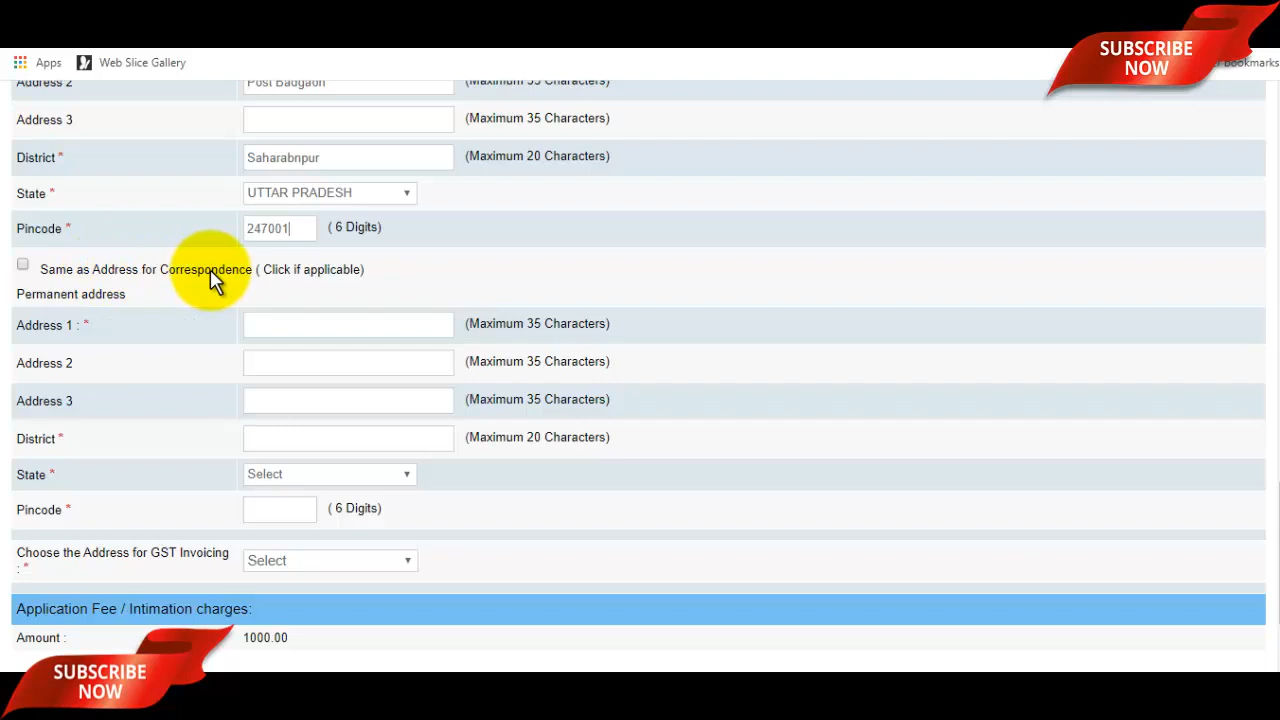 SUBSCRIBE
NOW
Apps Web Slice Gallery bookmarks
Address 2 Post Badgaon (Maximum 35 Characters)
Address 3 (Maximum 35 Characters)
District * Saharabnpur (Maximum 20 Characters)
State * UTTAR PRADESH
Pincode * 247001 ( 6 Digits)
Same as Address for Correspondence ( Click if applicable)
Permanent address
Address 1 : * (Maximum 35 Characters)
Address 2 (Maximum 35 Characters)
Address 3 (Maximum 35 Characters)
District * (Maximum 20 Characters)
State * Select
Pincode * ( 6 Digits)
Choose the Address for GST Invoicing
: * Select
Application Fee / Intimation charges:
Amount : 1000.00
SUBSCRIBE
NOW